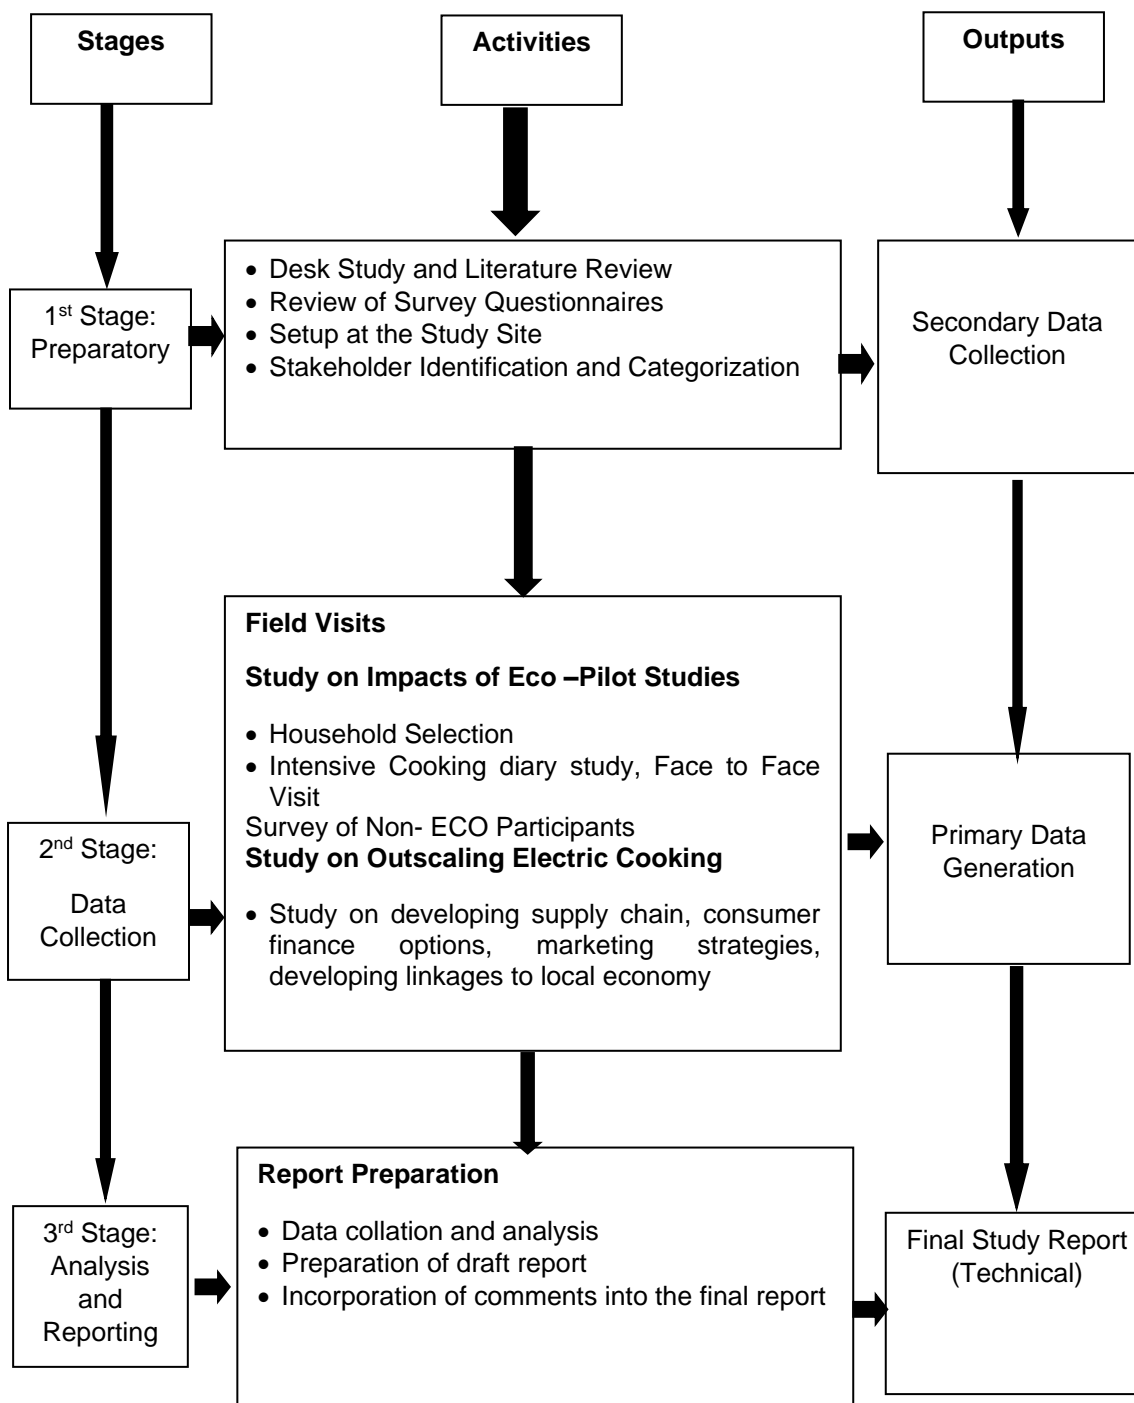 Stages
Activities
Outputs
1st Stage:
Preparatory
• Desk Study and Literature Review
• Review of Survey Questionnaires
• Setup at the Study Site
• Stakeholder Identification and Categorization
Secondary Data
Collection
2nd Stage:
Data
Collection
Field Visits
Study on Impacts of Eco –Pilot Studies
• Household Selection
• Intensive Cooking diary study, Face to Face
Visit
Survey of Non- ECO Participants
Study on Outscaling Electric Cooking
• Study on developing supply chain, consumer
finance options, marketing strategies,
developing linkages to local economy
Primary Data
Generation
3rd Stage:
Analysis
and
Reporting
Report Preparation
• Data collation and analysis
• Preparation of draft report
• Incorporation of comments into the final report
Final Study Report
(Technical)